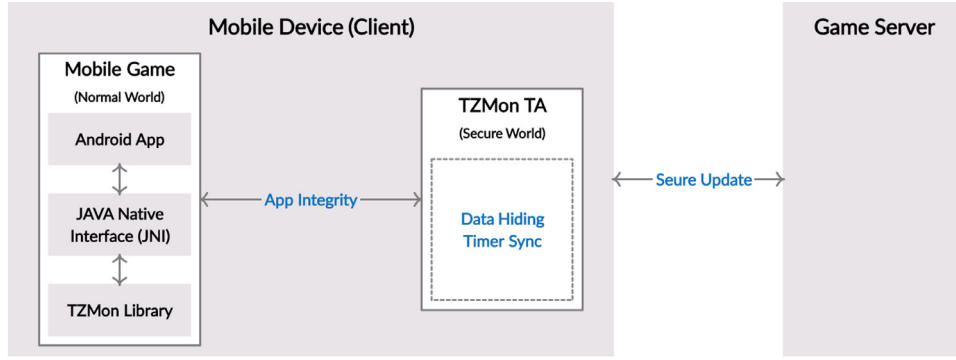 Mobile Device (Client)
Game Server
Mobile Game
(Normal World)
Android App
JAVA Native
Interface (JNI)
TZMon Library
App Integrity
TZMon TA
(Secure World)
Data Hiding
Timer Sync
Seure Update